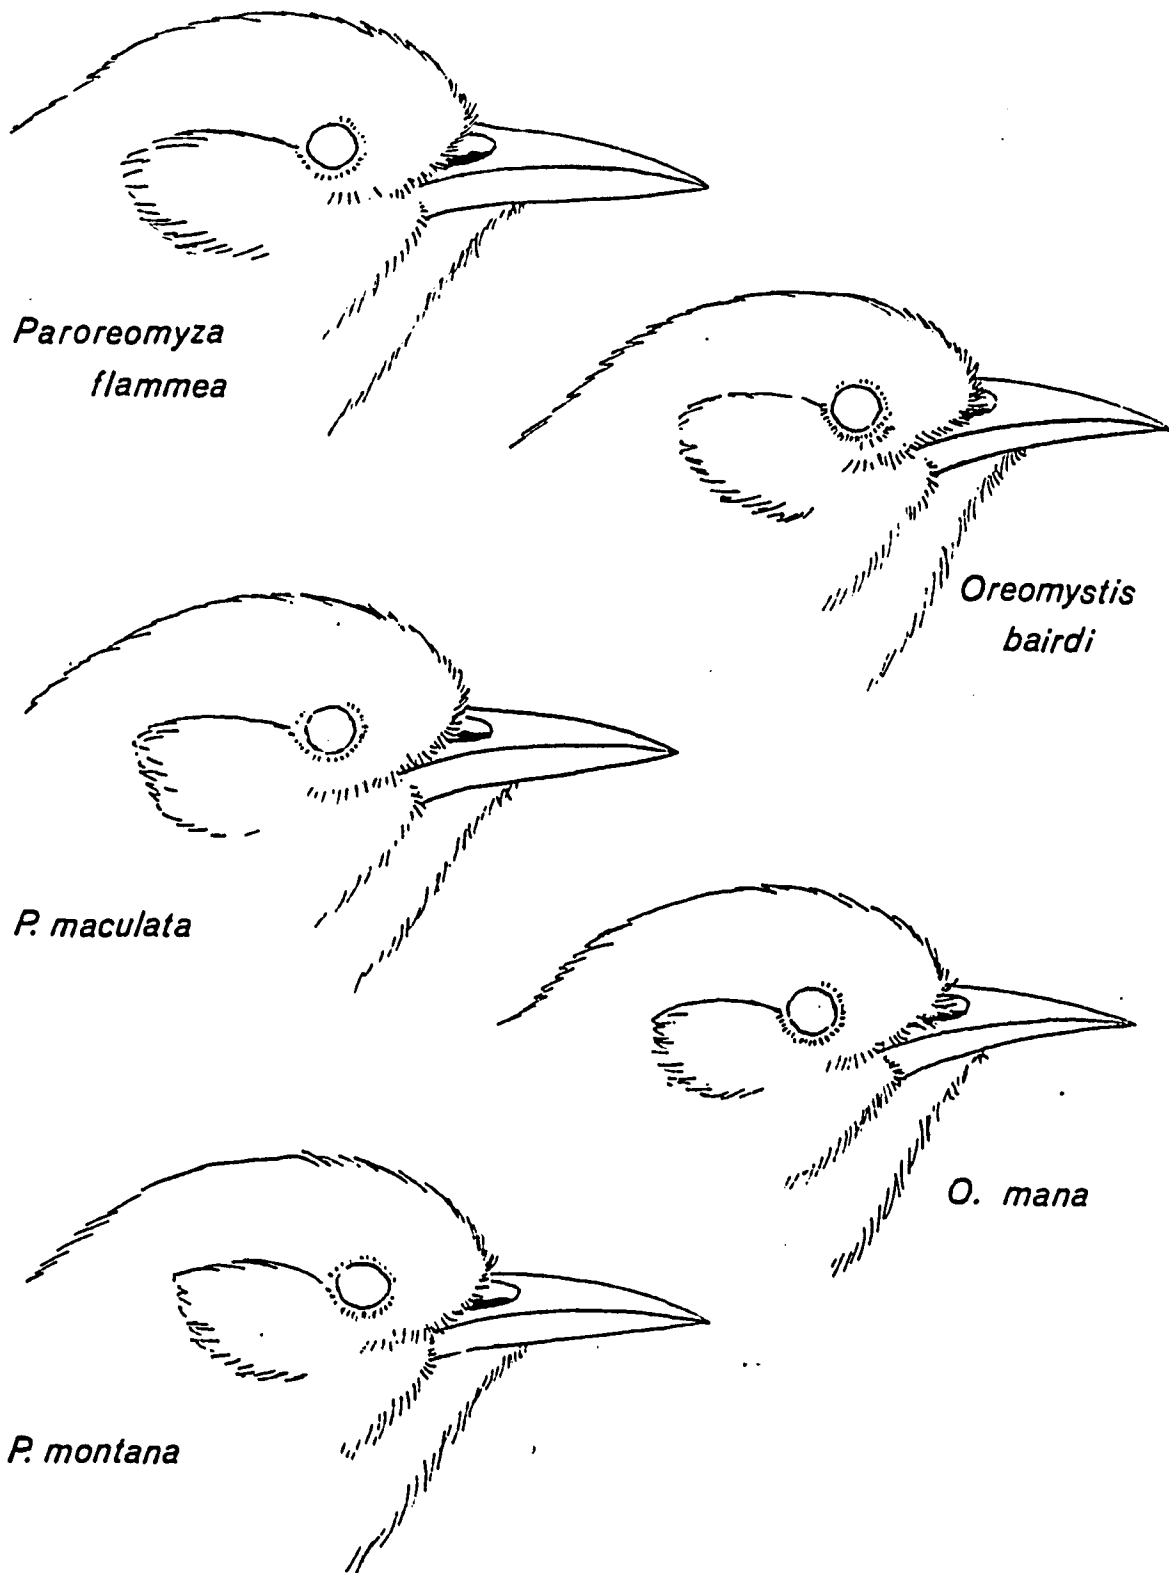 Paroreomyza
flammea
Oreomystis
bairdi
P. maculata
O. mana
P. montana